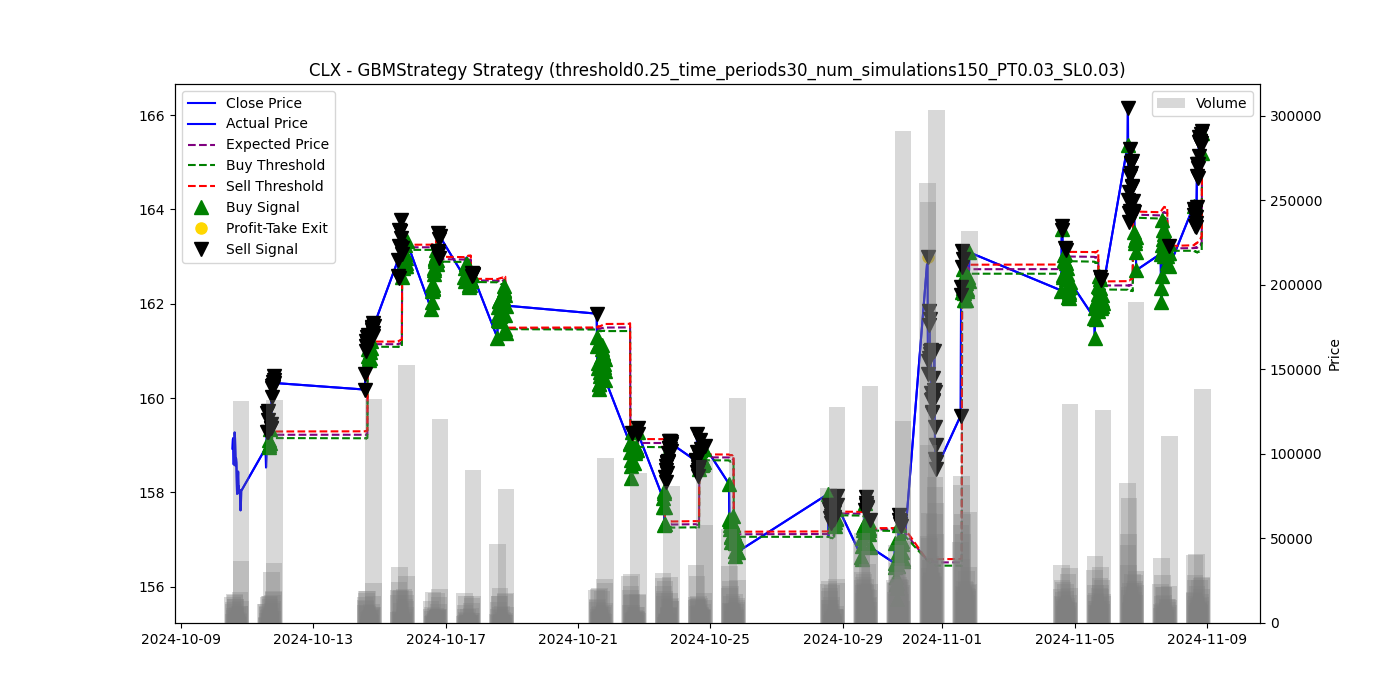 CLX - GBMStrategy Strategy (threshold0.25_time_periods30_num_simulations150_PT0.03_SL0.03)
Close Price
Actual Price
Expected Price
Buy Threshold
Sell Threshold
Buy Signal
Profit-Take Exit
Sell Signal
Volume
166
164
162
160
158
156
300000
250000
200000
150000
100000
50000
0
Price
2024-10-09
2024-10-13
2024-10-17
2024-10-21
2024-10-25
2024-10-29
2024-11-01
2024-11-05
2024-11-09